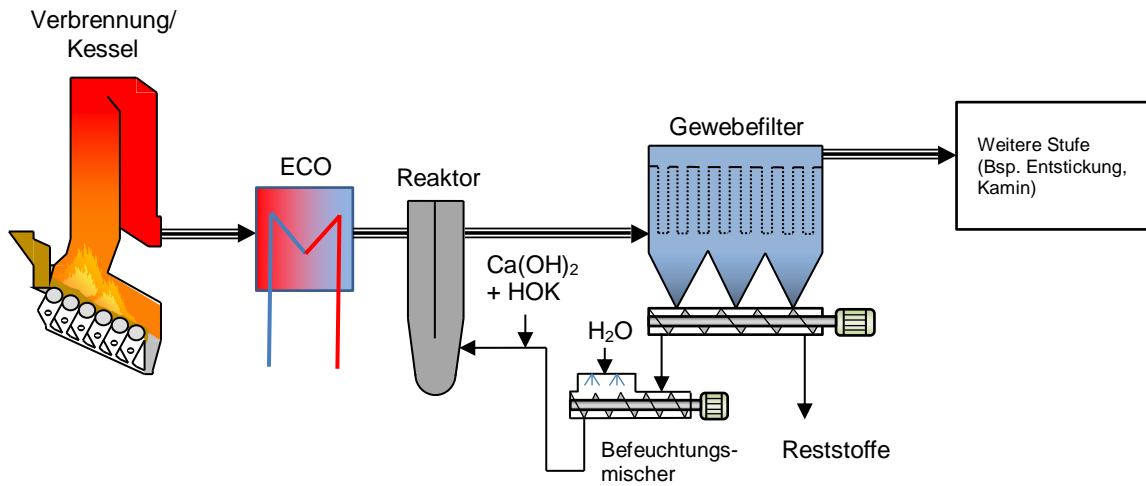 Verbrennung/
Kessel
ECO
Reaktor
Gewebefilter
Weitere Stufe
(Bsp. Entstickung,
Kamin)
Ca(OH)₂
+ HOK
H₂O
Befeuchtungs-
mischer
Reststoffe